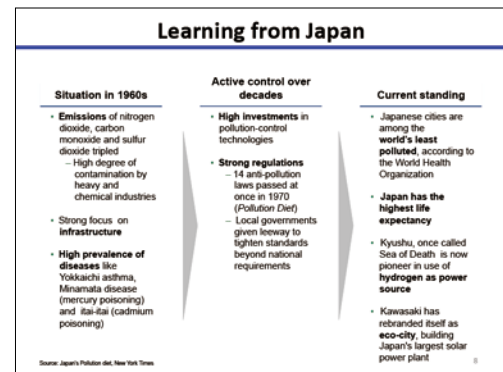 Learning from Japan
Situation in 1960s
• Emissions of nitrogen
dioxide, carbon
monoxide and sulfur
dioxide tripled
– High degree of
contamination by
heavy and
chemical industries
• Strong focus on
infrastructure
• High prevalence of
diseases like
Yokkaichi asthma,
Minamata disease
(mercury poisoning)
and itai-itai (cadmium
poisoning)
Active control over
decades
• High investments in
pollution-control
technologies
• Strong regulations
– 14 anti-pollution
laws passed at
once in 1970
(Pollution Diet)
– Local governments
given leeway to
tighten standards
beyond national
requirements
Current standing
• Japanese cities are
among the
world's least
polluted, according to
the World Health
Organization
• Japan has the
highest life
expectancy
• Kyushu, once called
Sea of Death is now
pioneer in use of
hydrogen as power
source
• Kawasaki has
rebranded itself as
eco-city, building
Japan's largest solar
power plant
Source: Japan's Pollution diet, New York Times
8